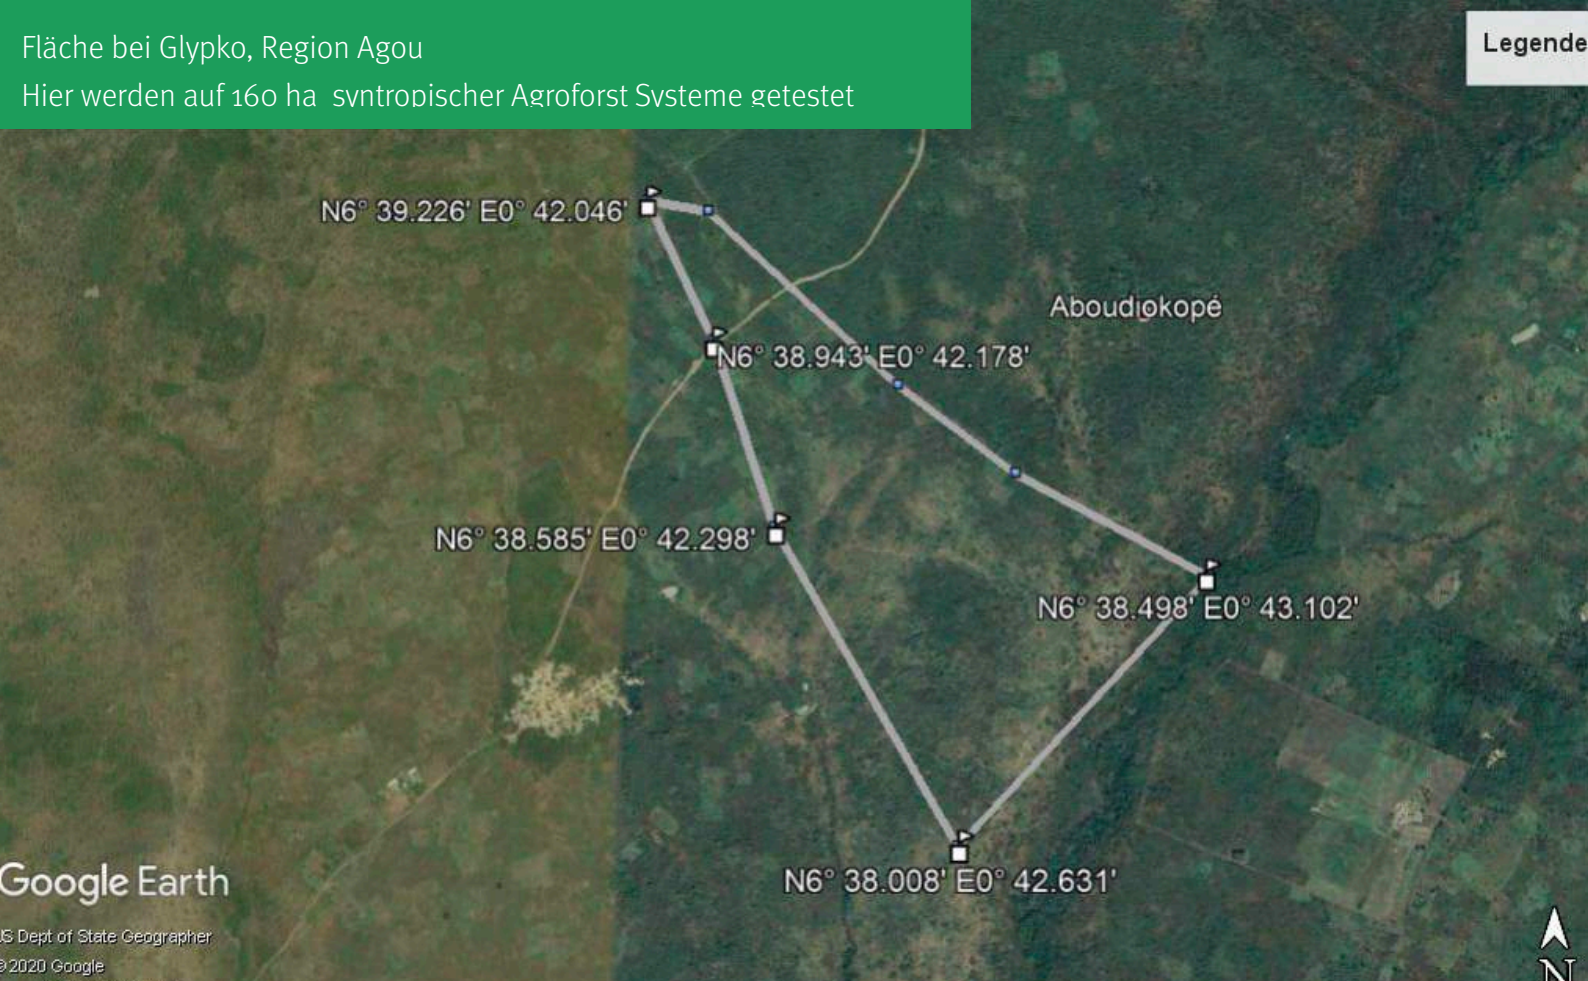 Fläche bei Glypko, Region Agou
Hier werden auf 160 ha syntropischer Agroforst Systeme getestet
Legende
N6° 39.226' E0° 42.046'
Aboudjokopé
N6° 38.943' E0° 42.178'
N6° 38.585' E0° 42.298'
N6° 38.498' E0° 43.102'
N6° 38.008' E0° 42.631'
Google Earth
US Dept of State Geographer
©2020 Google
N